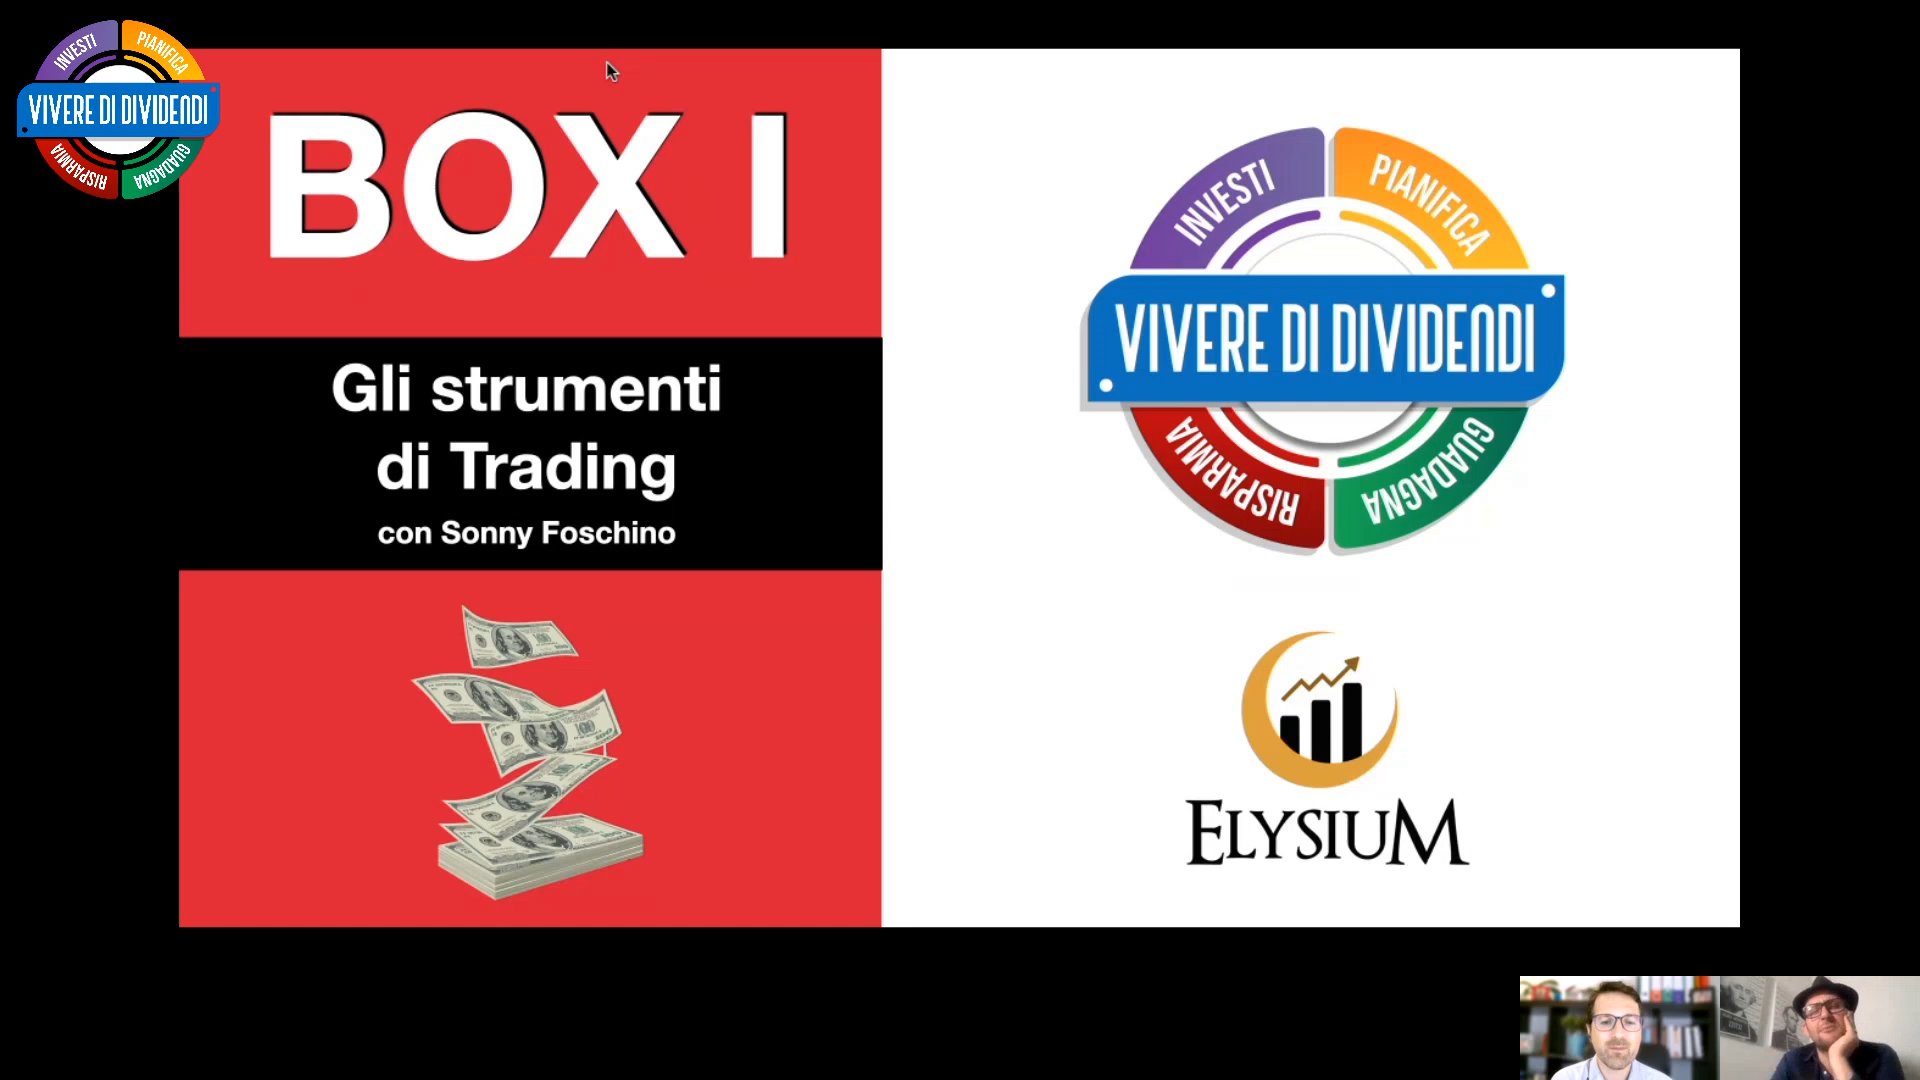 INVESTI
PIANIFICA
VIVERE DI DIVIDENDI
RISPARMIA
GUADAGNA
BOX I
Gli strumenti
di Trading
con Sonny Foschino
INVESTI
PIANIFICA
VIVERE DI DIVIDENDI
RISPARMIA
GUADAGNA
ELYSIUM